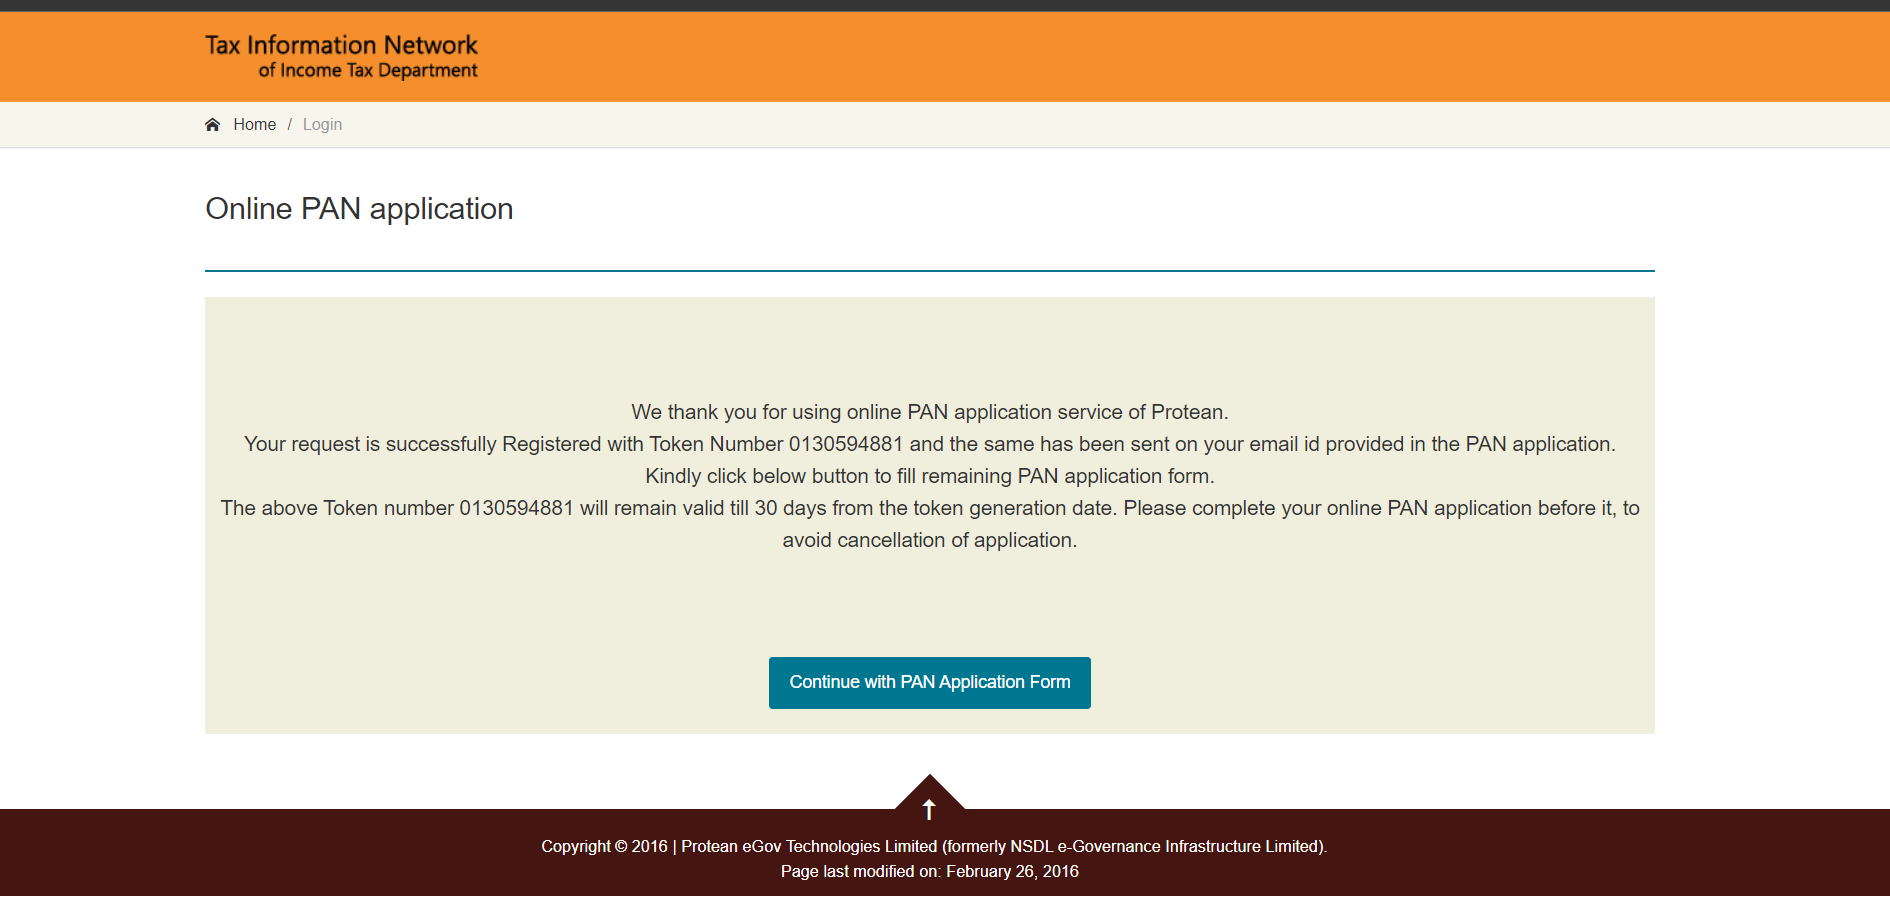 Tax Information Network
of Income Tax Department
Home / Login
Online PAN application
We thank you for using online PAN application service of Protean.
Your request is successfully Registered with Token Number 0130594881 and the same has been sent on your email id provided in the PAN application.
Kindly click below button to fill remaining PAN application form.
The above Token number 0130594881 will remain valid till 30 days from the token generation date. Please complete your online PAN application before it, to
avoid cancellation of application.
Continue with PAN Application Form
Copyright © 2016 | Protean eGov Technologies Limited (formerly NSDL e-Governance Infrastructure Limited).
Page last modified on: February 26, 2016